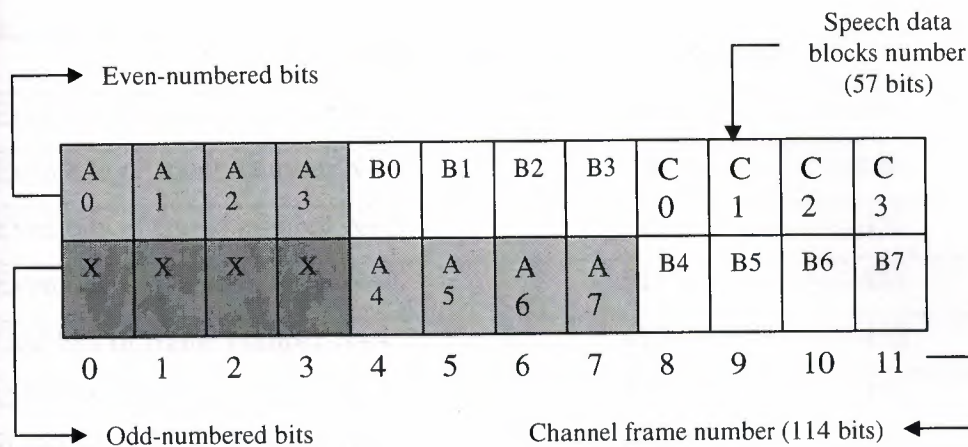 Speech data
blocks number
(57 bits)
Even-numbered bits
A 0 A 1 A 2 A 3 B0 B1 B2 B3 C 0 C 1 C 2 C 3
X X X X A 4 A 5 A 6 A 7 B4 B5 B6 B7
0 1 2 3 4 5 6 7 8 9 10 11
Odd-numbered bits Channel frame number (114 bits)